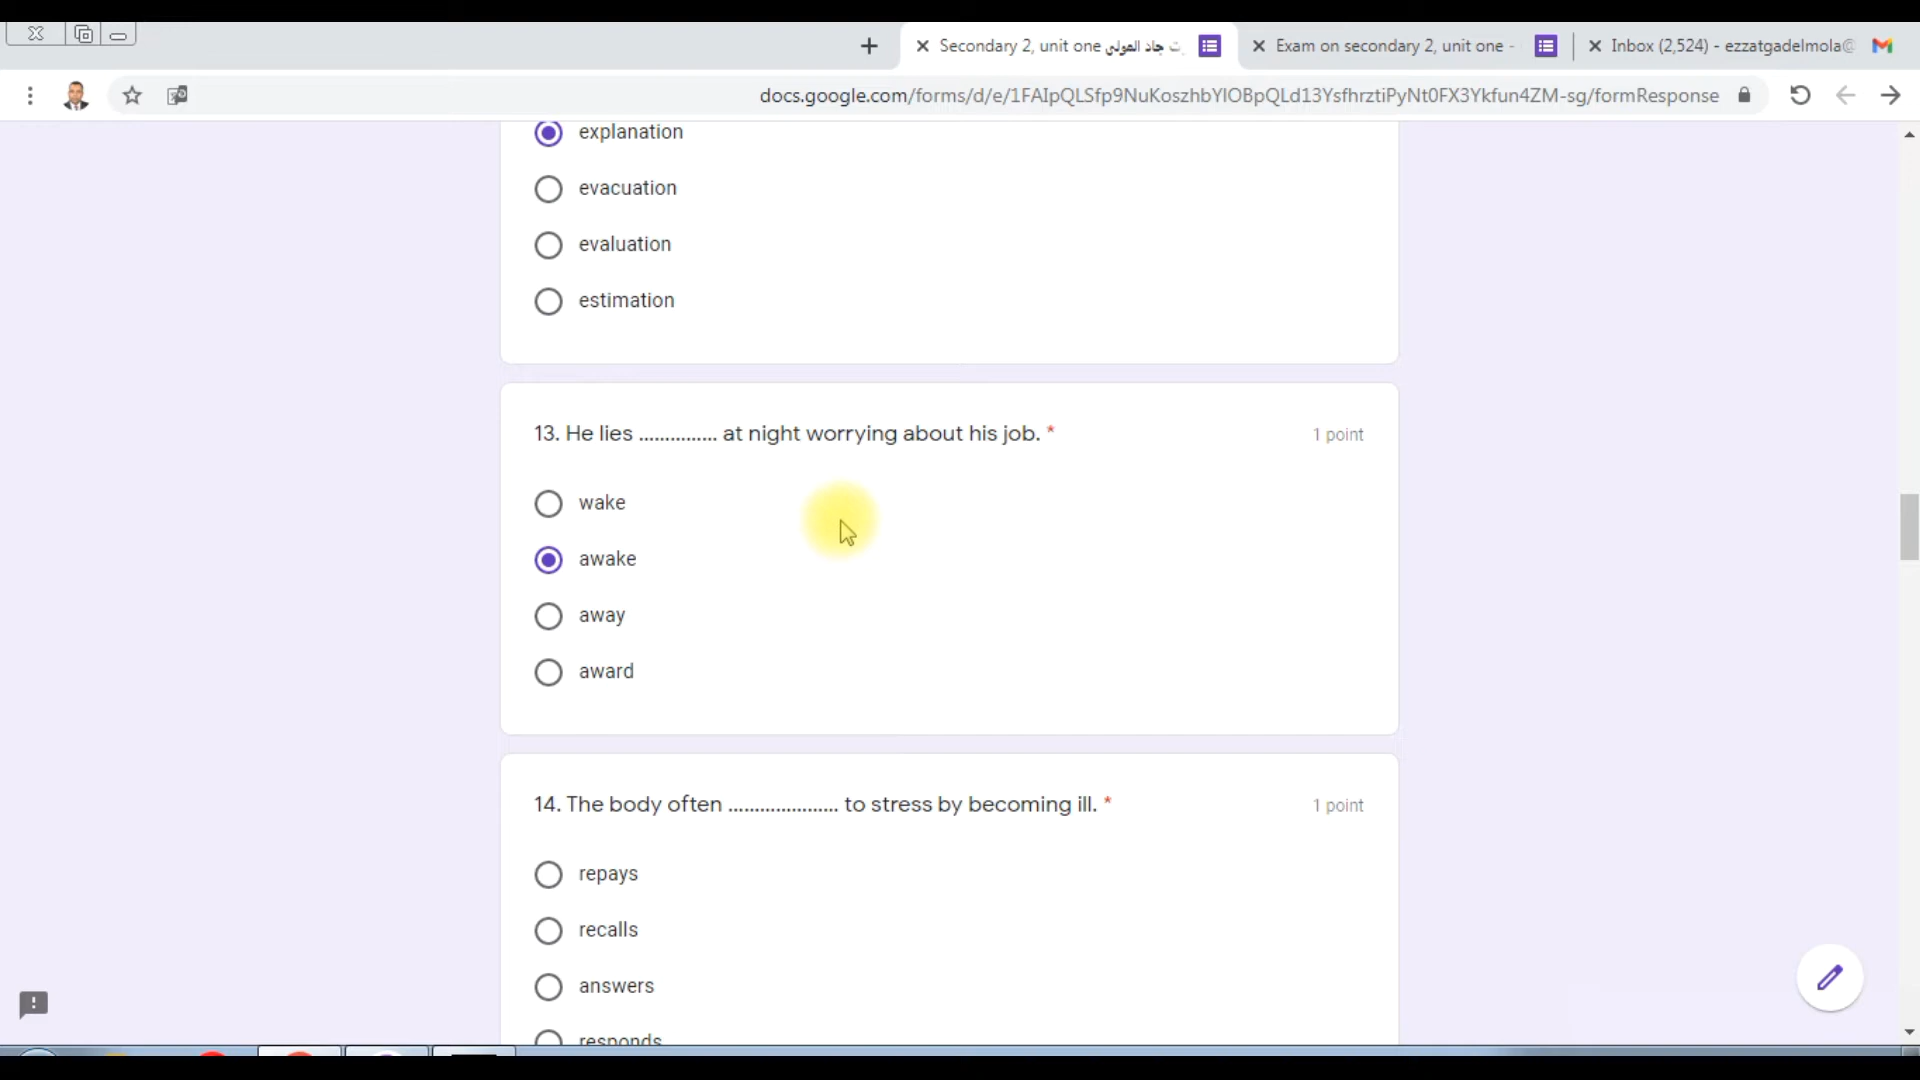 Secondary 2, unit one ت جاد المولى
Exam on secondary 2, unit one -
Inbox (2,524) - ezzatgadelmola@
docs.google.com/forms/d/e/1FAIpQLSfp9NuKoszhbYlOBpQLd13YsfhrztiPyNt0FX3Ykfun4ZM-sg/formResponse
explanation
evacuation
evaluation
estimation
13. He lies ............... at night worrying about his job. *
1 point
wake
awake
away
award
14. The body often ..................... to stress by becoming ill. *
1 point
repays
recalls
answers
responds